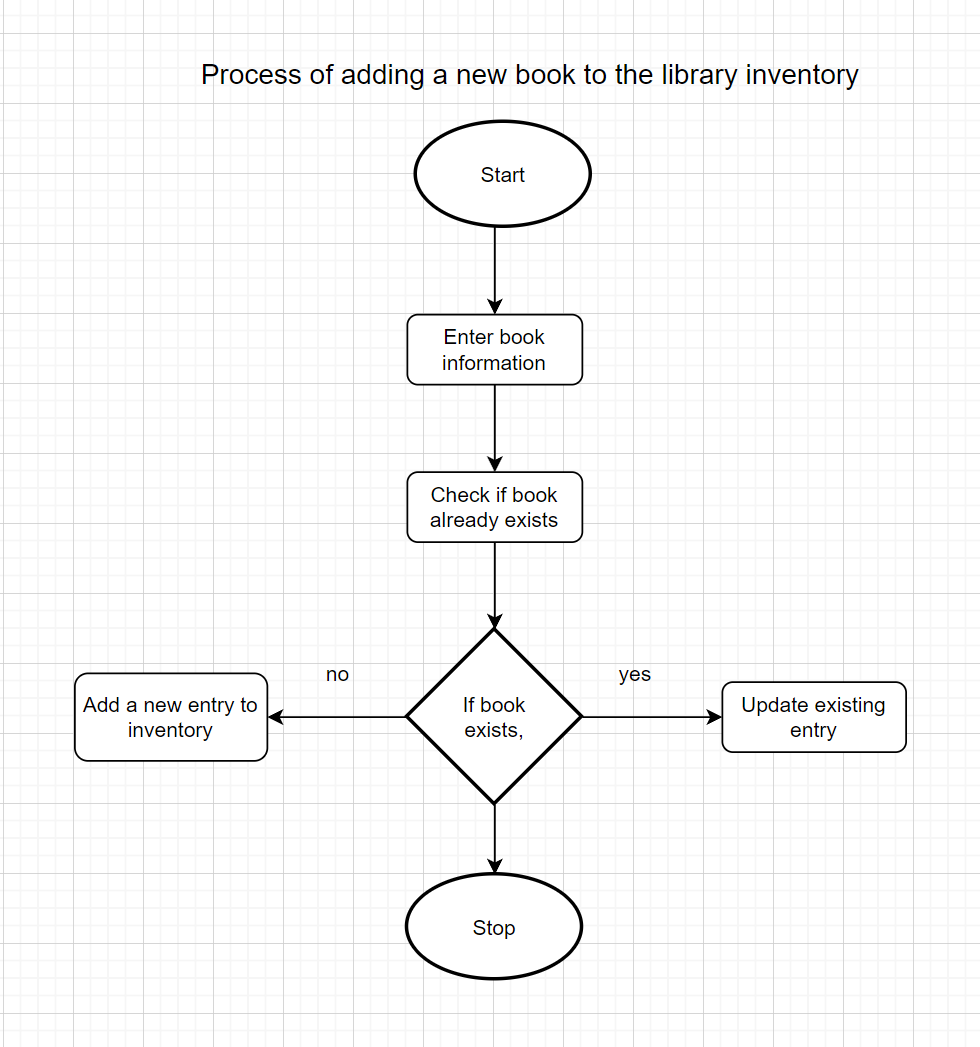 Process of adding a new book to the library inventory
Start
Enter book
information
Check if book
already exists
no
yes
Add a new entry to
inventory
If book
exists,
Update existing
entry
Stop